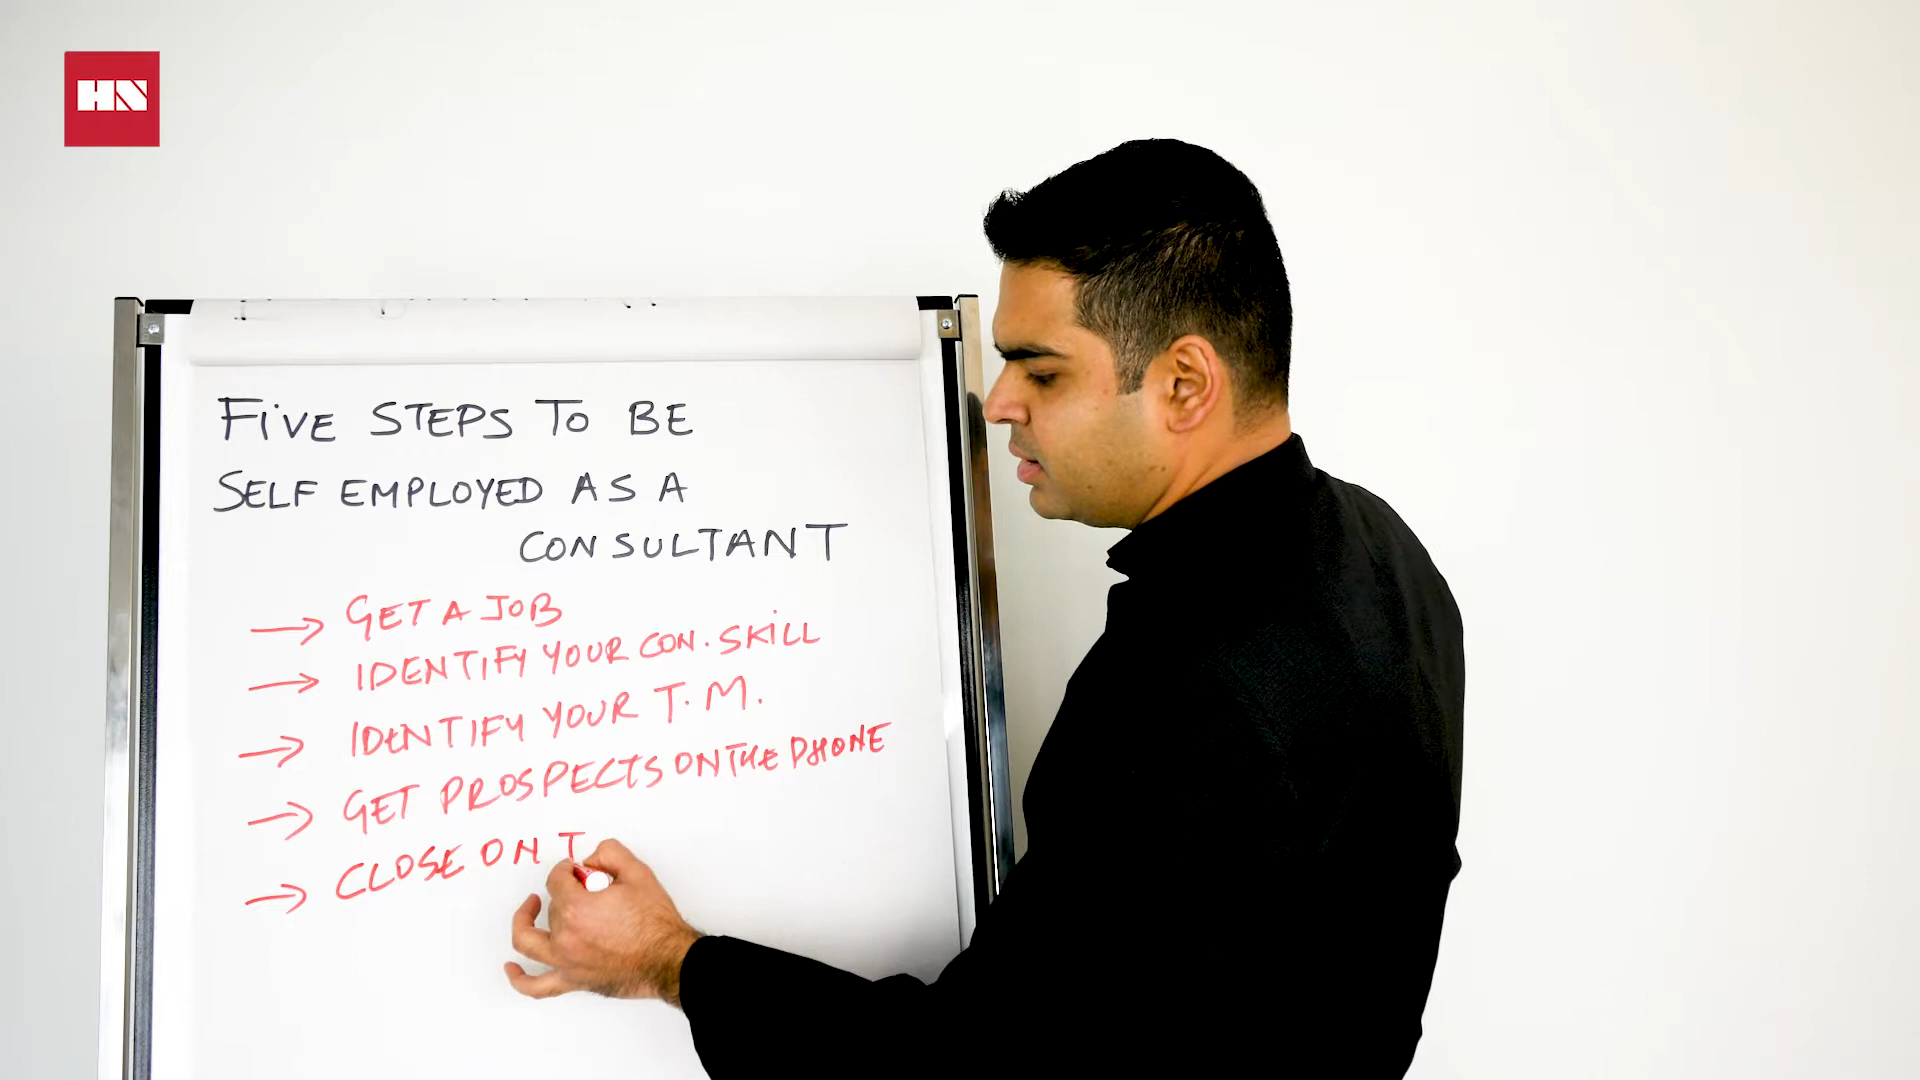 HN
FIVE STEPS TO BE
SELF EMPLOYED AS A
CONSULTANT
→ GET A JOB
→ IDENTIFY YOUR CON. SKILL
→ IDENTIFY YOUR T.M.
→ GET PROSPECTS ON THE PHONE
→ CLOSE ON T